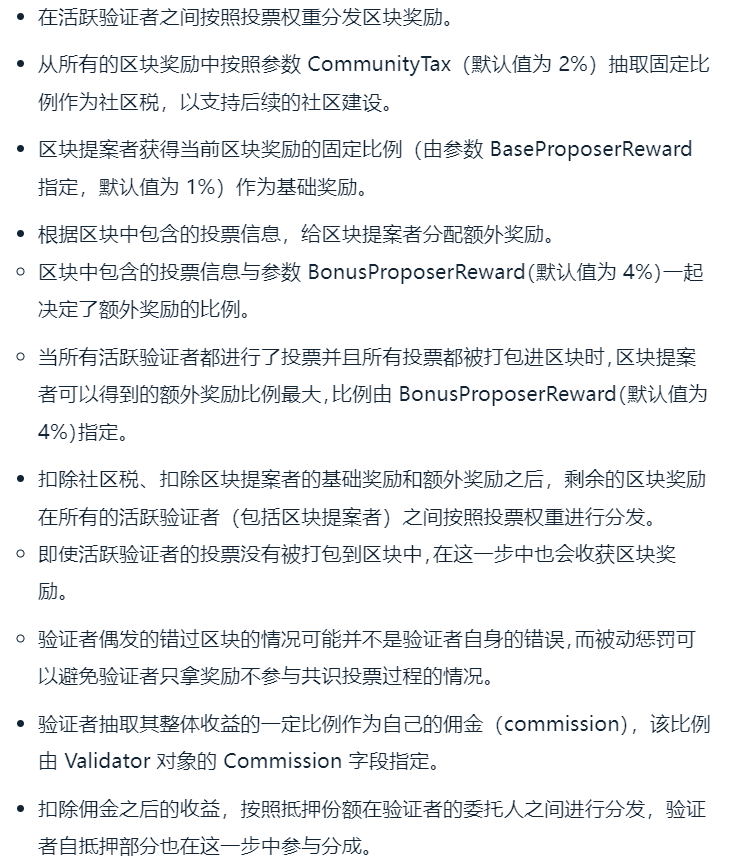 在活跃验证者之间按照投票权重分发区块奖励。
从所有的区块奖励中按照参数 CommunityTax（默认值为 2%）抽取固定比
例作为社区税，以支持后续的社区建设。
区块提案者获得当前区块奖励的固定比例（由参数 BaseProposerReward
指定，默认值为 1%）作为基础奖励。
根据区块中包含的投票信息，给区块提案者分配额外奖励。
区块中包含的投票信息与参数 BonusProposerReward(默认值为 4%)一起
决定了额外奖励的比例。
当所有活跃验证者都进行了投票并且所有投票都被打包进区块时,区块提案
者可以得到的额外奖励比例最大,比例由 BonusProposerReward(默认值为
4%)指定。
扣除社区税、扣除区块提案者的基础奖励和额外奖励之后，剩余的区块奖励
在所有的活跃验证者（包括区块提案者）之间按照投票权重进行分发。
即使活跃验证者的投票没有被打包到区块中,在这一步中也会收获区块奖
励。
验证者偶发的错过区块的情况可能并不是验证者自身的错误,而被动惩罚可
以避免验证者只拿奖励不参与共识投票过程的情况。
验证者抽取其整体收益的一定比例作为自己的佣金（commission），该比例
由 Validator 对象的 Commission 字段指定。
扣除佣金之后的收益，按照抵押份额在验证者的委托人之间进行分发，验证
者自抵押部分也在这一步中参与分成。